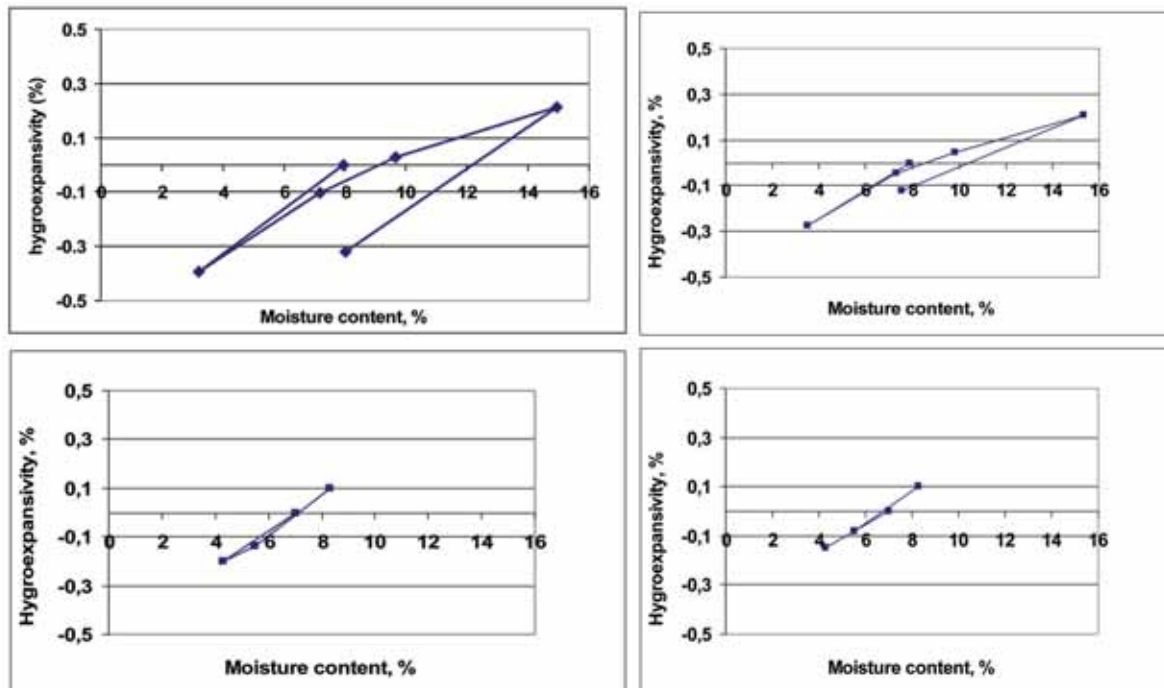 0.5
0.3
0.1
-0.1
-0.3
-0.5
hygroexpansivity (%)
0 2 4 6 8 10 12 14 16
Moisture content, %
0,5
0,3
0,1
-0,1
-0,3
-0,5
Hygroexpansivity, %
0 2 4 6 8 10 12 14 16
Moisture content, %
0,5
0,3
0,1
-0,1
-0,3
-0,5
Hygroexpansivity, %
0 2 4 6 8 10 12 14 16
Moisture content, %
0,5
0,3
0,1
-0,1
-0,3
-0,5
Hygroexpansivity, %
0 2 4 6 8 10 12 14 16
Moisture content, %